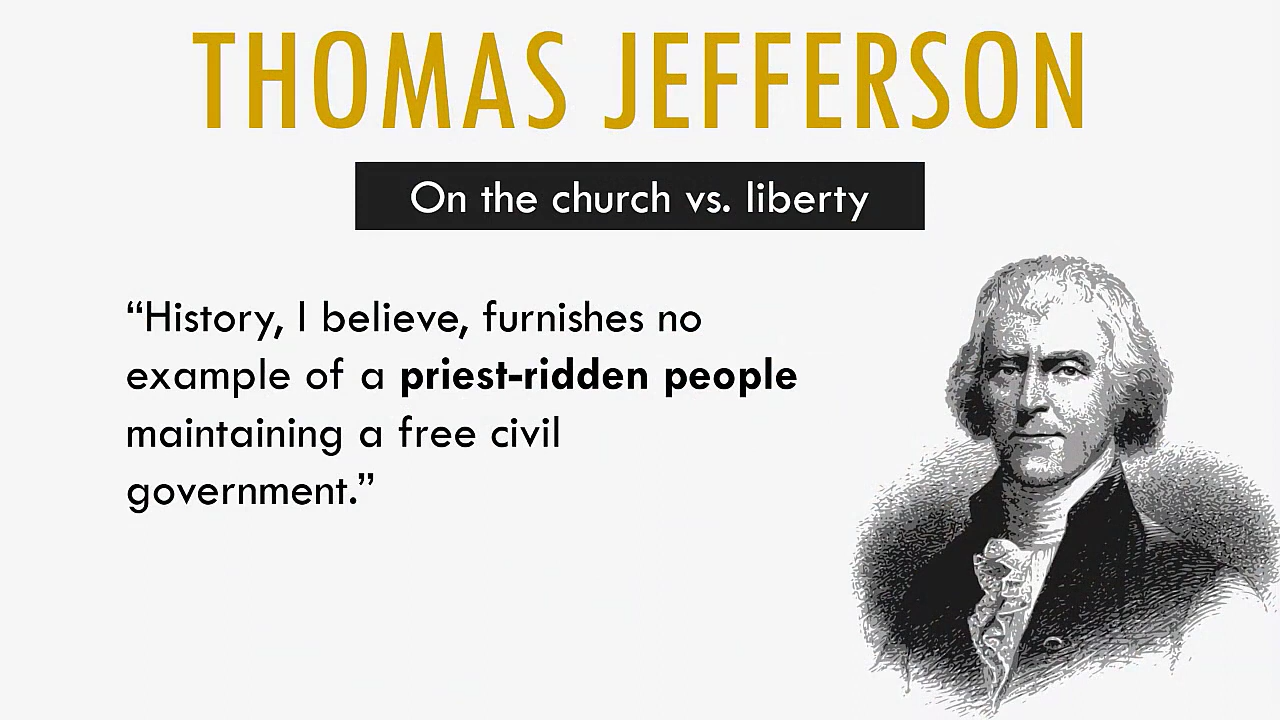 THOMAS JEFFERSON
On the church vs. liberty
“History, I believe, furnishes no
example of a priest-ridden people
maintaining a free civil
government.”